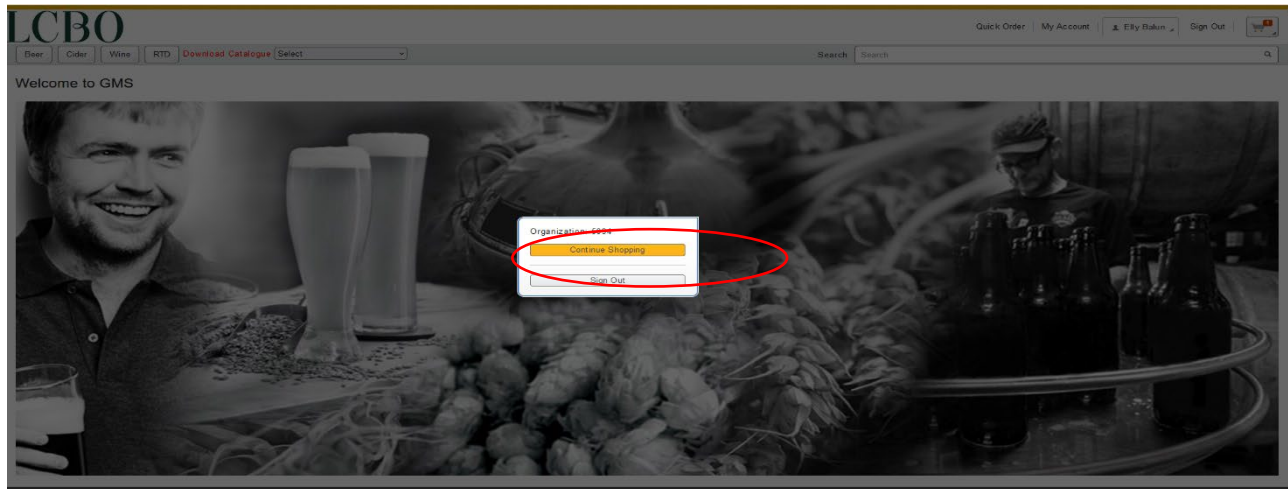 LCBO
Quick Order My Account Elly Balun Sign Out
Beer Cider Wine RTD Download Catalogue Select Search Search
Welcome to GMS
Organization:
Continue Shopping
Sign Out